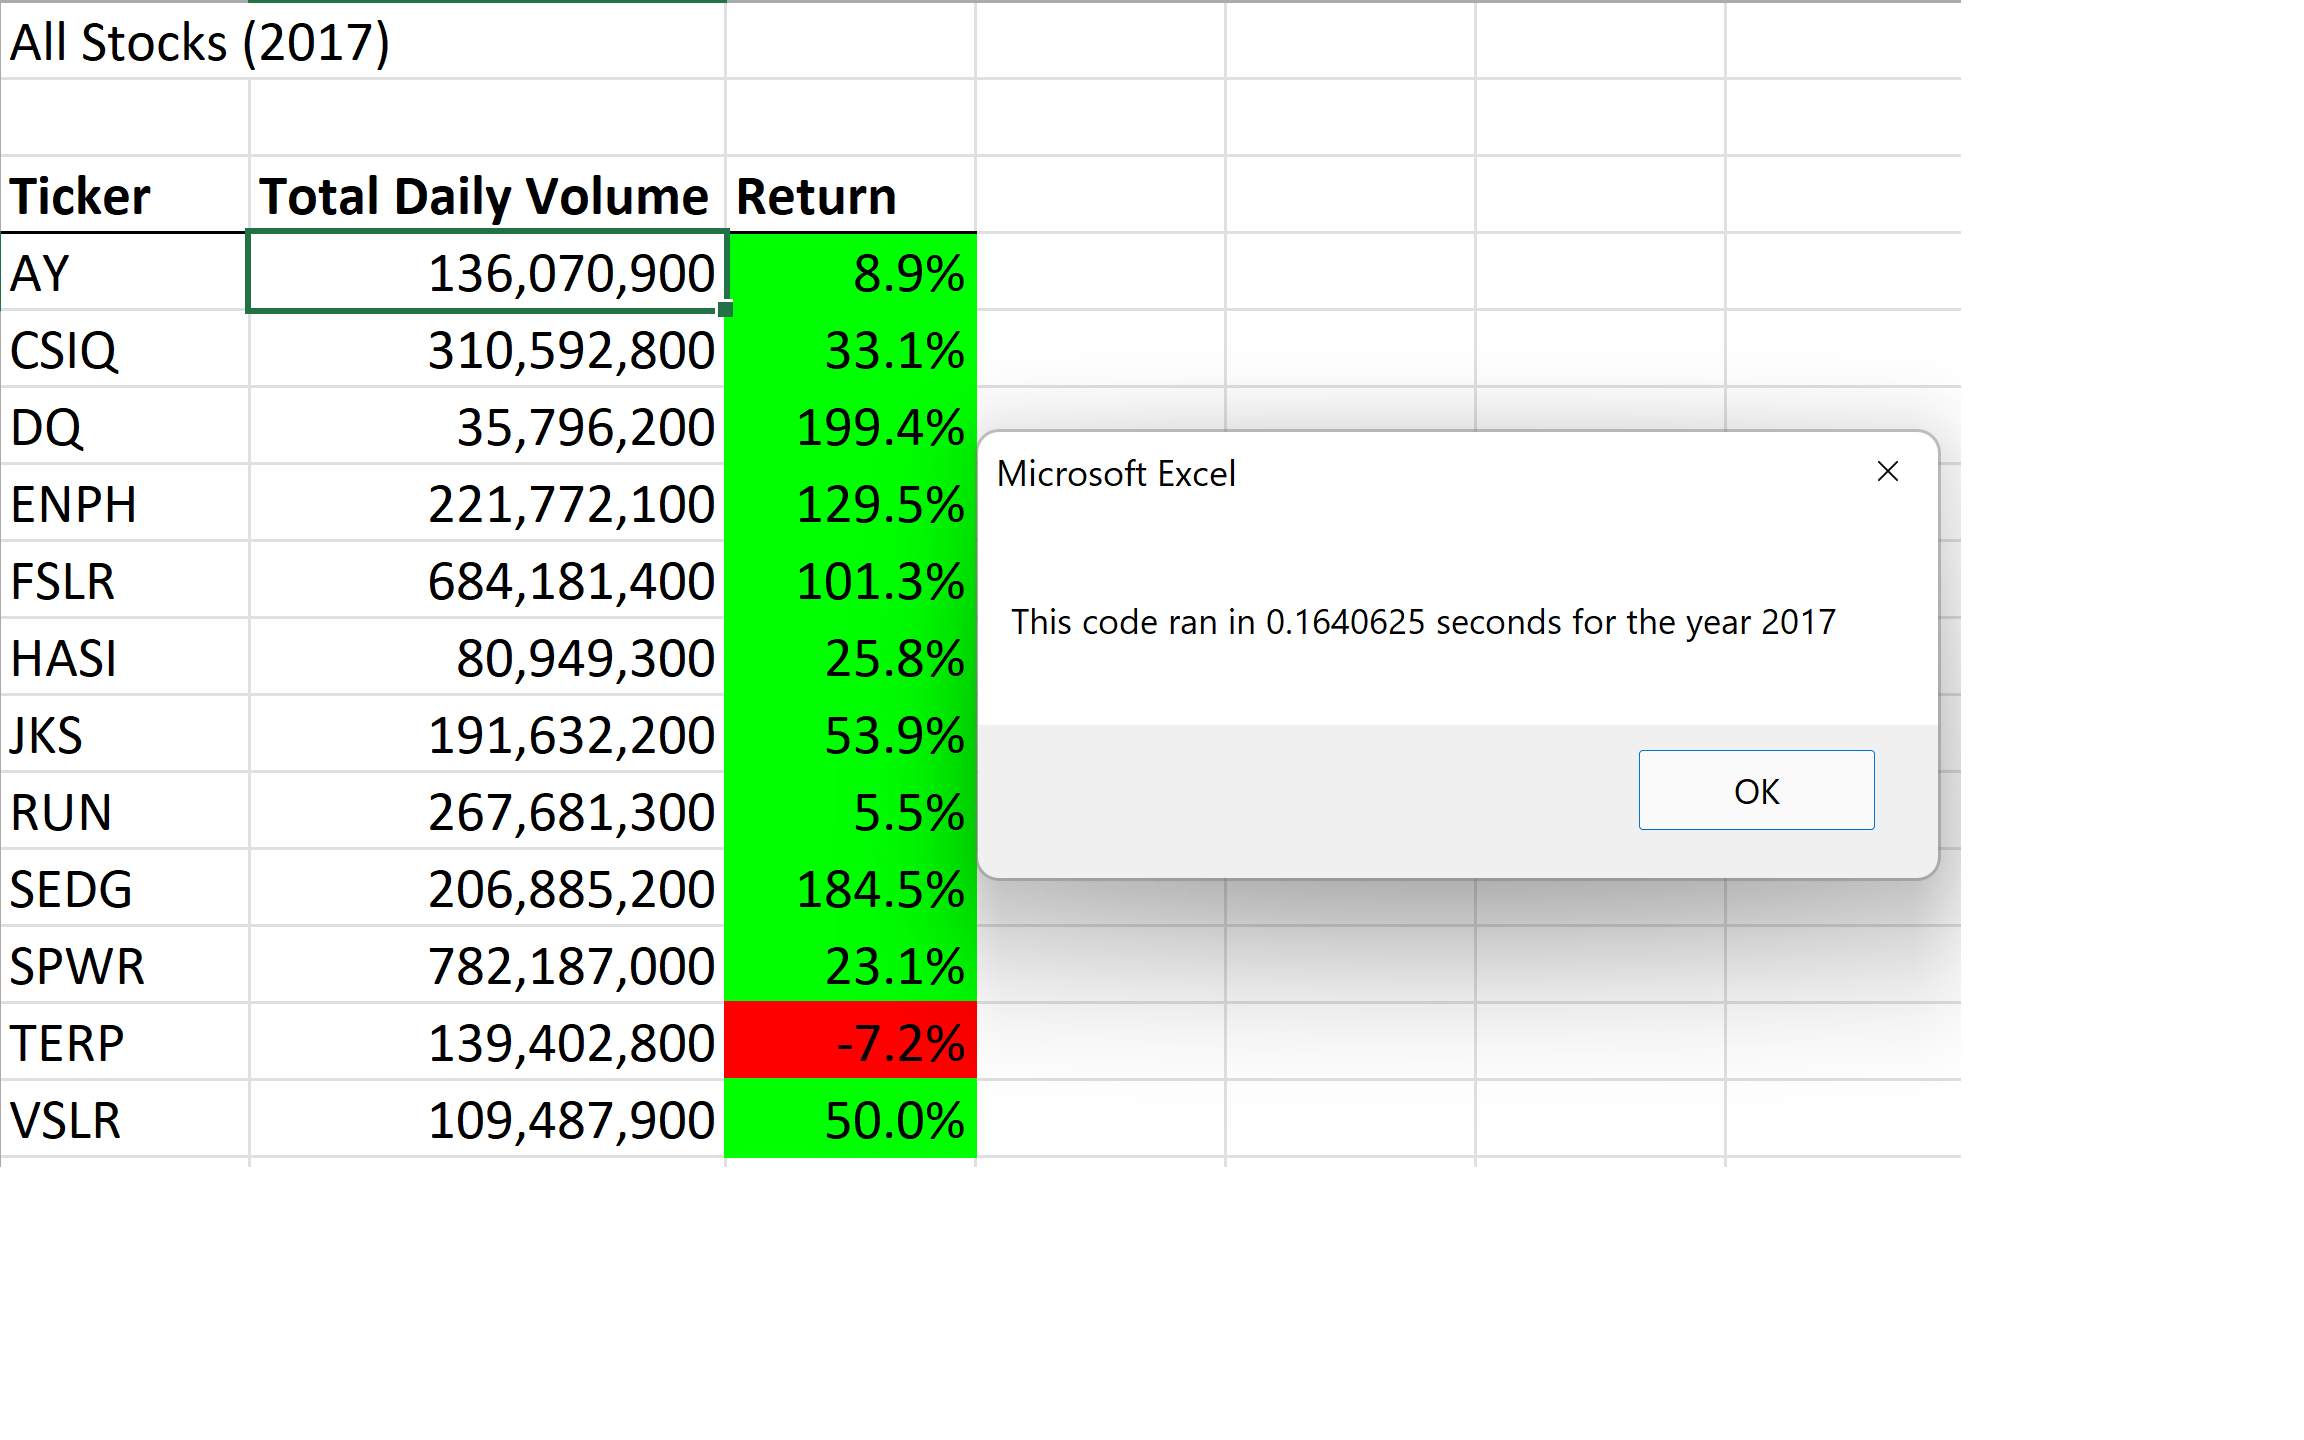 All Stocks (2017)
Ticker Total Daily Volume Return
AY 136,070,900 8.9%
CSIQ 310,592,800 33.1%
DQ 35,796,200 199.4%
ENPH 221,772,100 129.5%
FSLR 684,181,400 101.3%
HASI 80,949,300 25.8%
JKS 191,632,200 53.9%
RUN 267,681,300 5.5%
SEDG 206,885,200 184.5%
SPWR 782,187,000 23.1%
TERP 139,402,800 -7.2%
VSLR 109,487,900 50.0%
Microsoft Excel
This code ran in 0.1640625 seconds for the year 2017
OK